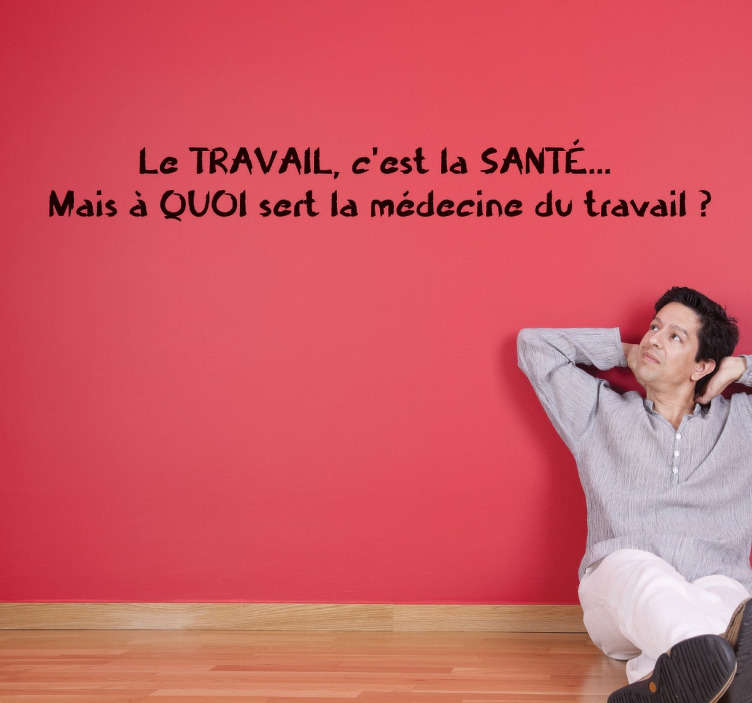 Le TRAVAIL, c'est la SANTÉ...
Mais à QUOI sert la médecine du travail ?